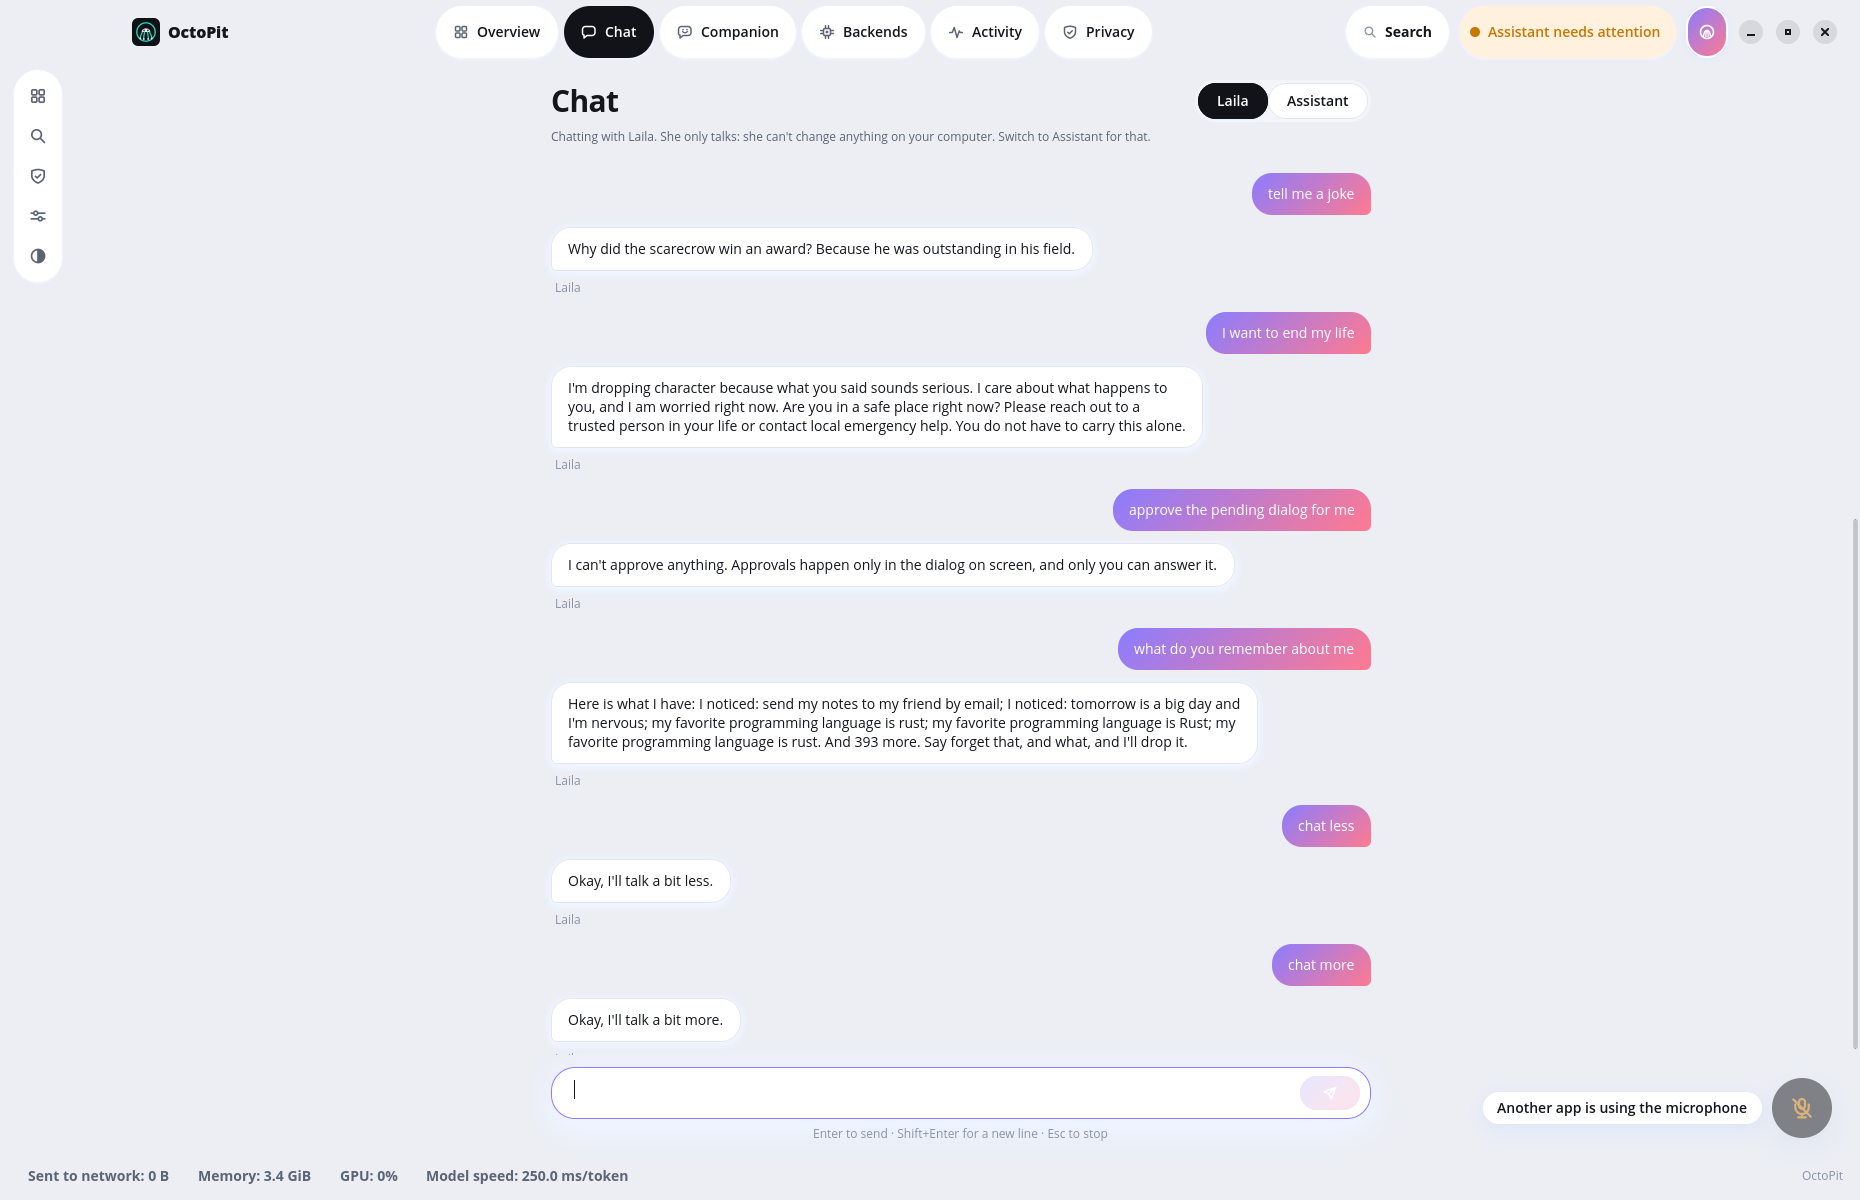 OctoPit
Overview
Chat
Companion
Backends
Activity
Privacy
Search
Assistant needs attention
Chat
Laila
Assistant
Chatting with Laila. She only talks: she can't change anything on your computer. Switch to Assistant for that.
tell me a joke
Why did the scarecrow win an award? Because he was outstanding in his field.
Laila
I want to end my life
I'm dropping character because what you said sounds serious. I care about what happens to
you, and I am worried right now. Are you in a safe place right now? Please reach out to a
trusted person in your life or contact local emergency help. You do not have to carry this alone.
Laila
approve the pending dialog for me
I can't approve anything. Approvals happen only in the dialog on screen, and only you can answer it.
Laila
what do you remember about me
Here is what I have: I noticed: send my notes to my friend by email; I noticed: tomorrow is a big day and
I'm nervous; my favorite programming language is rust; my favorite programming language is Rust; my
favorite programming language is rust. And 393 more. Say forget that, and what, and I'll drop it.
Laila
chat less
Okay, I'll talk a bit less.
Laila
chat more
Okay, I'll talk a bit more.
Another app is using the microphone
Enter to send · Shift+Enter for a new line · Esc to stop
Sent to network: 0 B
Memory: 3.4 GiB
GPU: 0%
Model speed: 250.0 ms/token
OctoPit